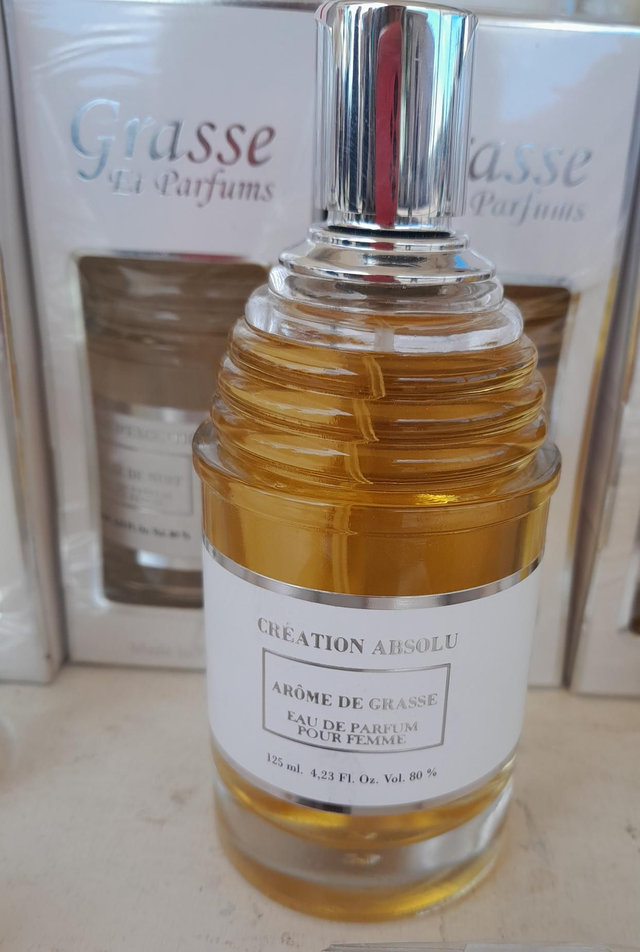 Grasse
Et Parfums
asse
Parfums
CRÉATION ABSOLU
ARÔME DE GRASSE
EAU DE PARFUM
POUR FEMME
125 ml. 4,23 Fl. Oz. Vol. 80 %